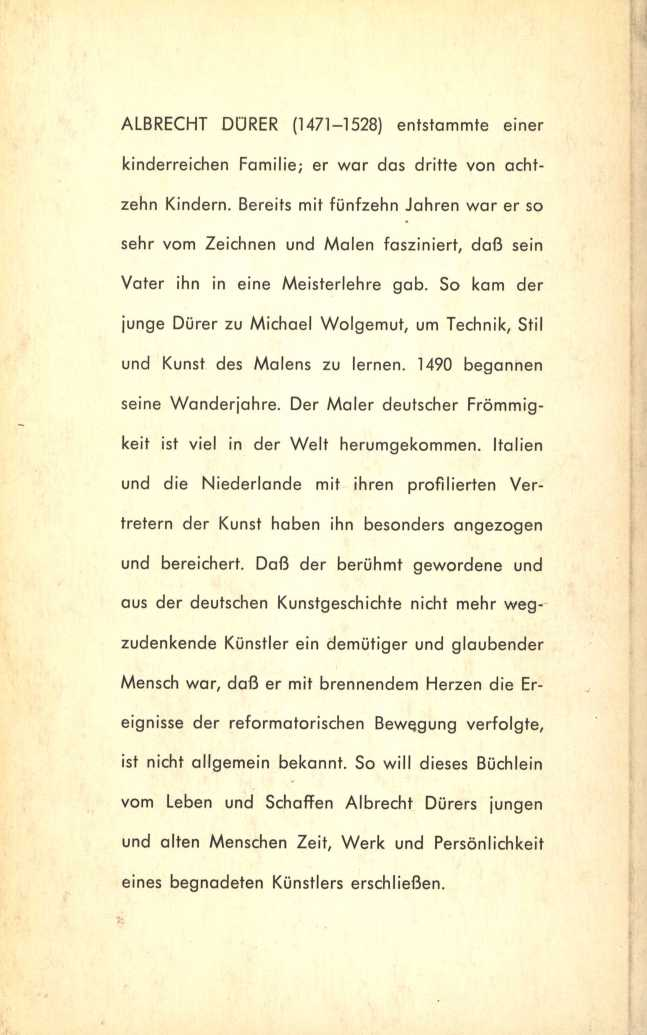 ALBRECHT DÜRER (1471–1528) entstammte einer
kinderreichen Familie; er war das dritte von acht-
zehn Kindern. Bereits mit fünfzehn Jahren war er so
sehr vom Zeichnen und Malen fasziniert, daß sein
Vater ihn in eine Meisterlehre gab. So kam der
junge Dürer zu Michael Wolgemut, um Technik, Stil
und Kunst des Malens zu lernen. 1490 begannen
seine Wanderjahre. Der Maler deutscher Frömmig-
keit ist viel in der Welt herumgekommen. Italien
und die Niederlande mit ihren profilierten Ver-
tretern der Kunst haben ihn besonders angezogen
und bereichert. Daß der berühmt gewordene und
aus der deutschen Kunstgeschichte nicht mehr weg-
zudenkende Künstler ein demütiger und glaubender
Mensch war, daß er mit brennendem Herzen die Er-
eignisse der reformatorischen Bewegung verfolgte,
ist nicht allgemein bekannt. So will dieses Büchlein
vom Leben und Schaffen Albrecht Dürers jungen
und alten Menschen Zeit, Werk und Persönlichkeit
eines begnadeten Künstlers erschließen.